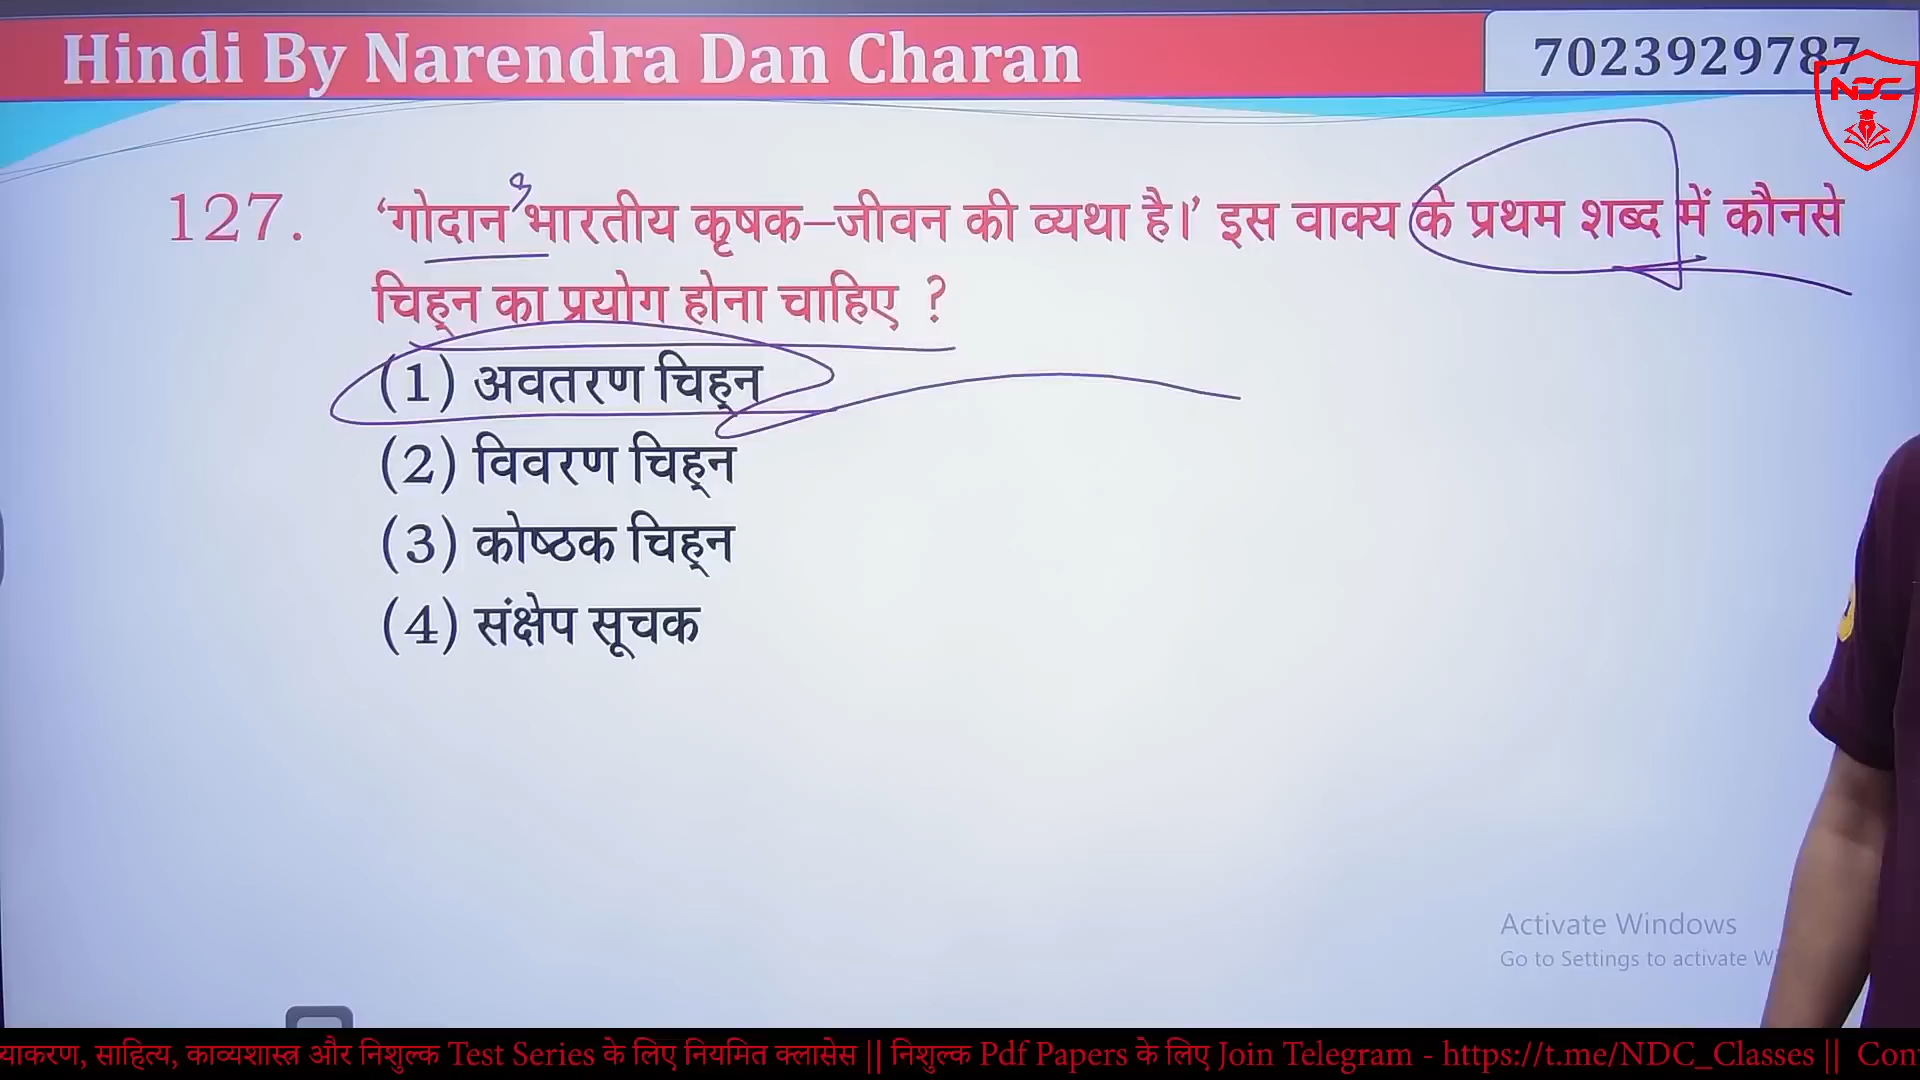 Hindi By Narendra Dan Charan
7023929787
NDC
127. ‘गोदान भारतीय कृषक–जीवन की व्यथा है।’ इस वाक्य के प्रथम शब्द में कौनसे
चिह्न का प्रयोग होना चाहिए ?
(1) अवतरण चिह्न
(2) विवरण चिह्न
(3) कोष्ठक चिह्न
(4) संक्षेप सूचक
Activate Windows
Go to Settings to activate W
याकरण, साहित्य, काव्यशास्त्र और निशुल्क Test Series के लिए नियमित क्लासेस || निशुल्क Pdf Papers के लिए Join Telegram - https://t.me/NDC_Classes || Con